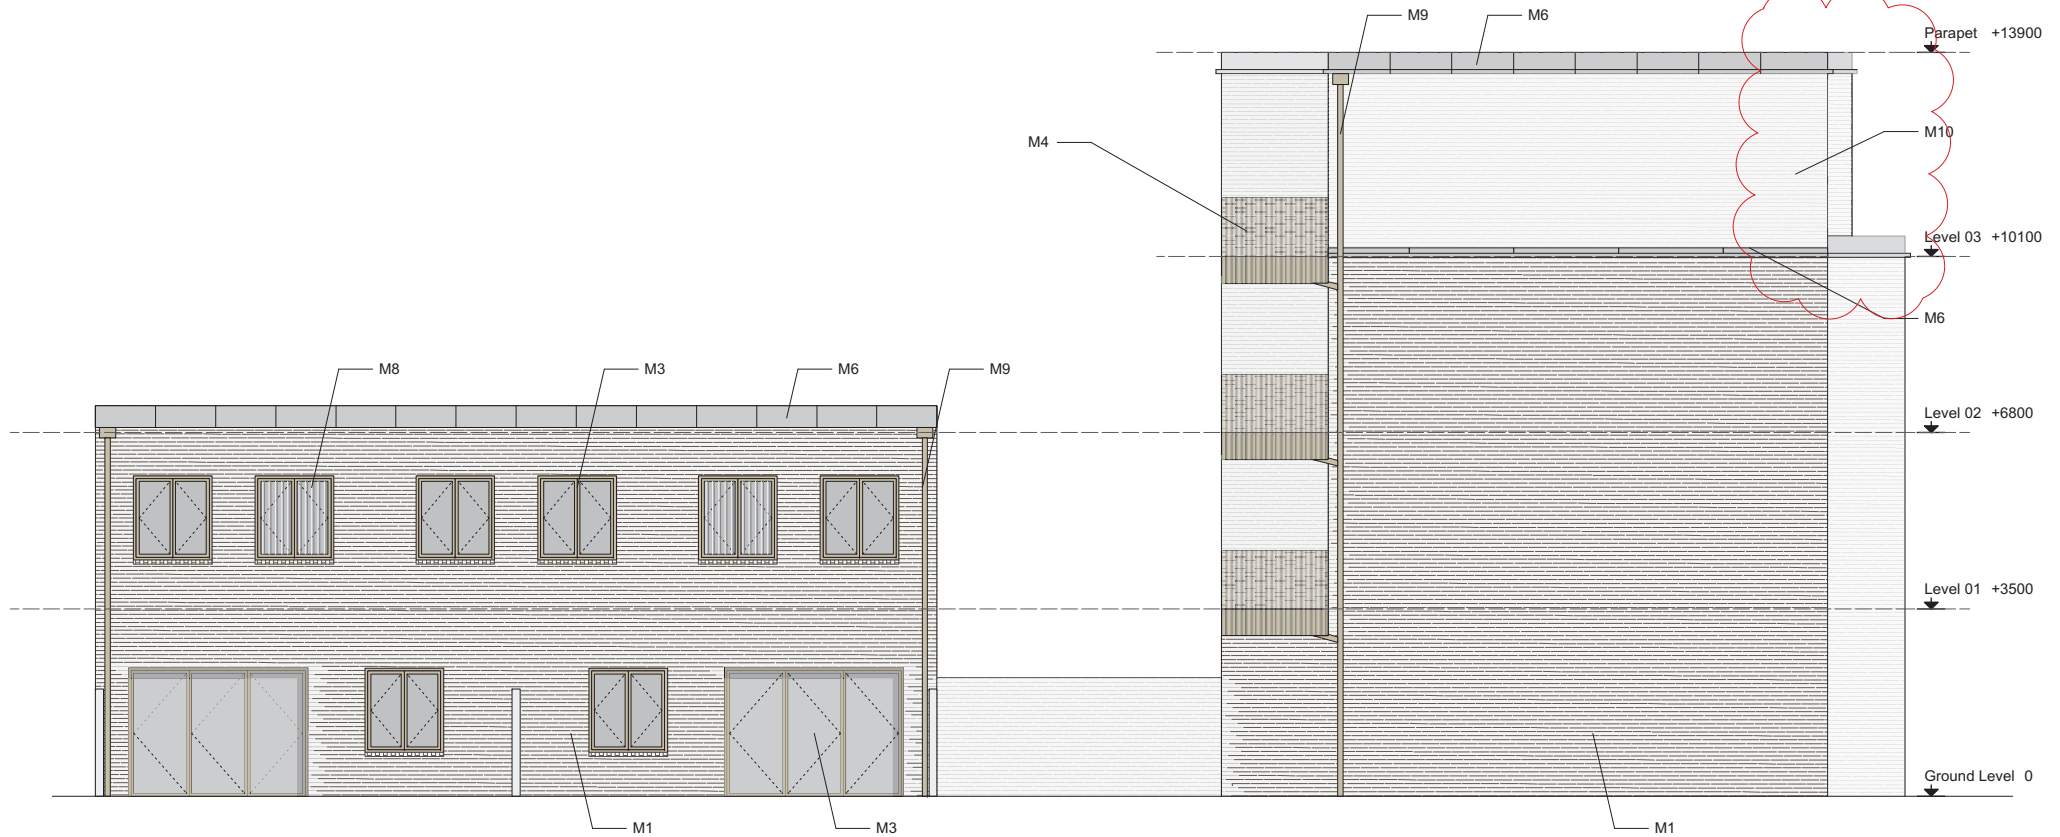 M9
M6
Parapet +13900
M4
M10
Level 03 +10100
M6
M8
M3
M6
M9
Level 02 +6800
Level 01 +3500
Ground Level 0
M1
M3
M1